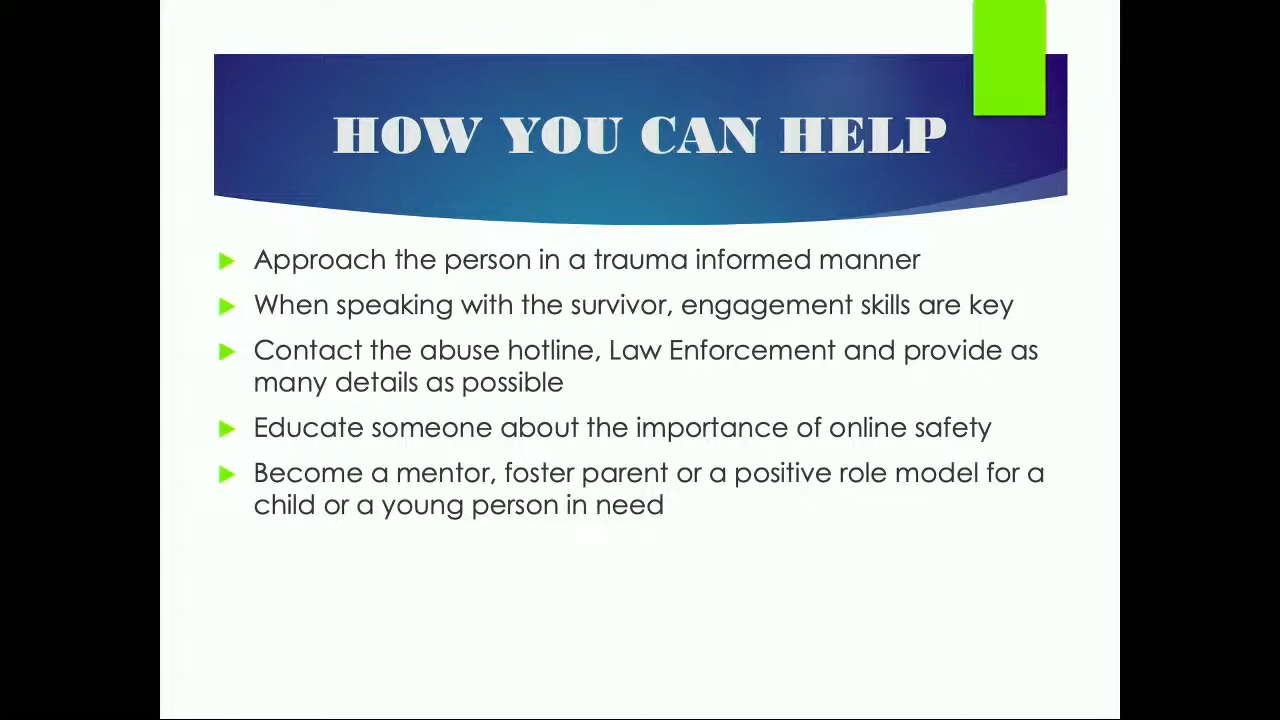 HOW YOU CAN HELP
Approach the person in a trauma informed manner
When speaking with the survivor, engagement skills are key
Contact the abuse hotline, Law Enforcement and provide as
many details as possible
Educate someone about the importance of online safety
Become a mentor, foster parent or a positive role model for a
child or a young person in need